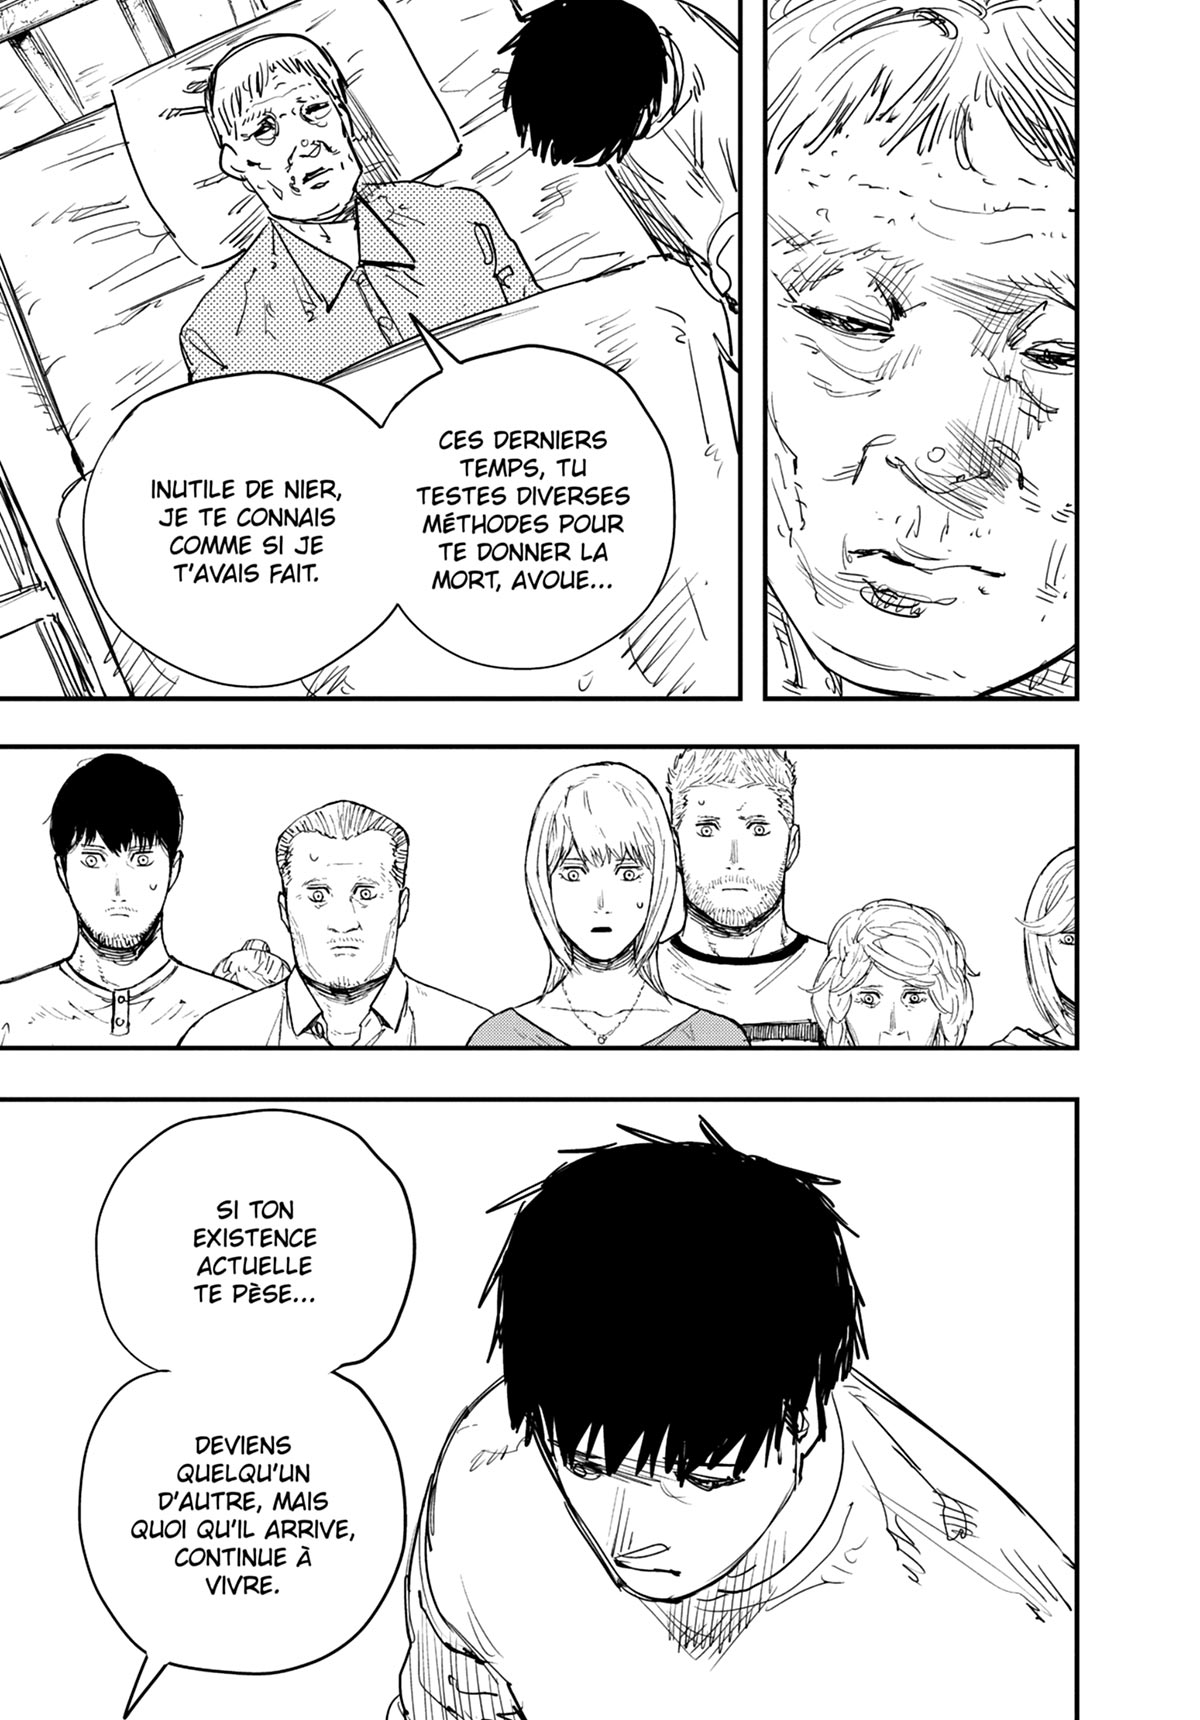 CES DERNIERS
TEMPS, TU
TESTES DIVERSES
MÉTHODES POUR
TE DONNER LA
MORT, AVOUE...
INUTILE DE NIER,
JE TE CONNAIS
COMME SI JE
T'AVAIS FAIT.
SI TON
EXISTENCE
ACTUELLE
TE PÈSE...
DEVIENS
QUELQU'UN
D'AUTRE, MAIS
QUOI QU'IL ARRIVE,
CONTINUE À
VIVRE.